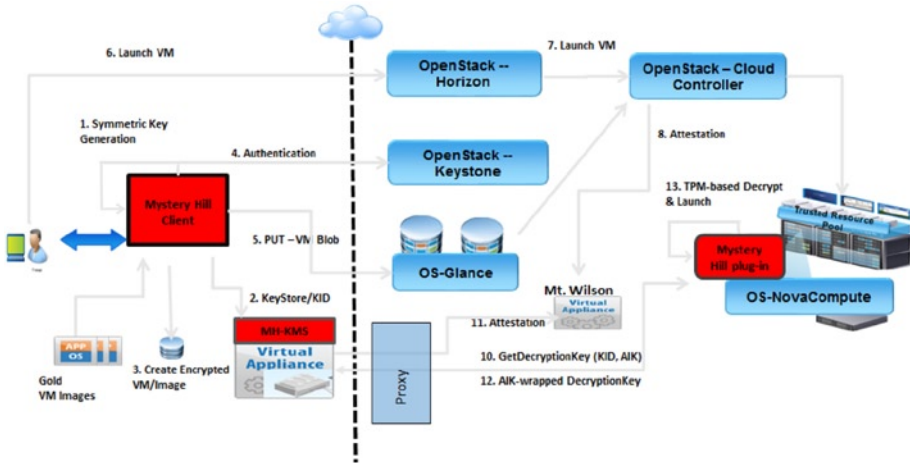 6. Launch VM
7. Launch VM
OpenStack --
Horizon
OpenStack – Cloud
Controller
1. Symmetric Key
Generation
4. Authentication
8. Attestation
OpenStack --
Keystone
Mystery Hill
Client
13. TPM-based Decrypt
& Launch
Trusted Resource
Pool
5. PUT – VM Blob
OS-Glance
Mystery
Hill plug-in
OS-NovaCompute
2. KeyStore/KID
Mt. Wilson
Virtual
Appliance
MH-KMS
Virtual
Appliance
11. Attestation
APP
OS
3. Create Encrypted
VM/Image
10. GetDecryptionKey (KID, AIK)
12. AIK-wrapped DecryptionKey
Gold
VM Images
Proxy